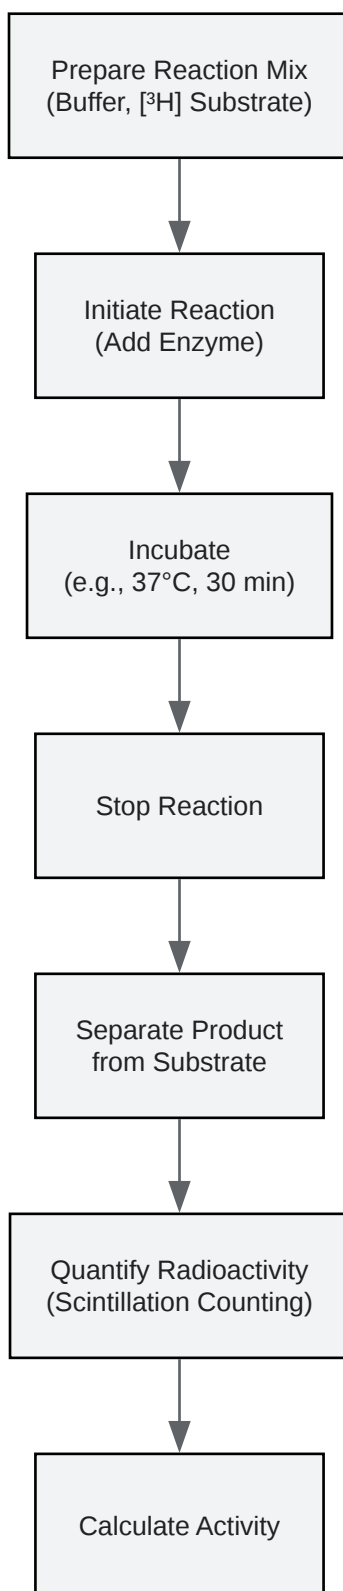 Prepare Reaction Mix
(Buffer, [³H] Substrate)
Initiate Reaction
(Add Enzyme)
Incubate
(e.g., 37°C, 30 min)
Stop Reaction
Separate Product
from Substrate
Quantify Radioactivity
(Scintillation Counting)
Calculate Activity